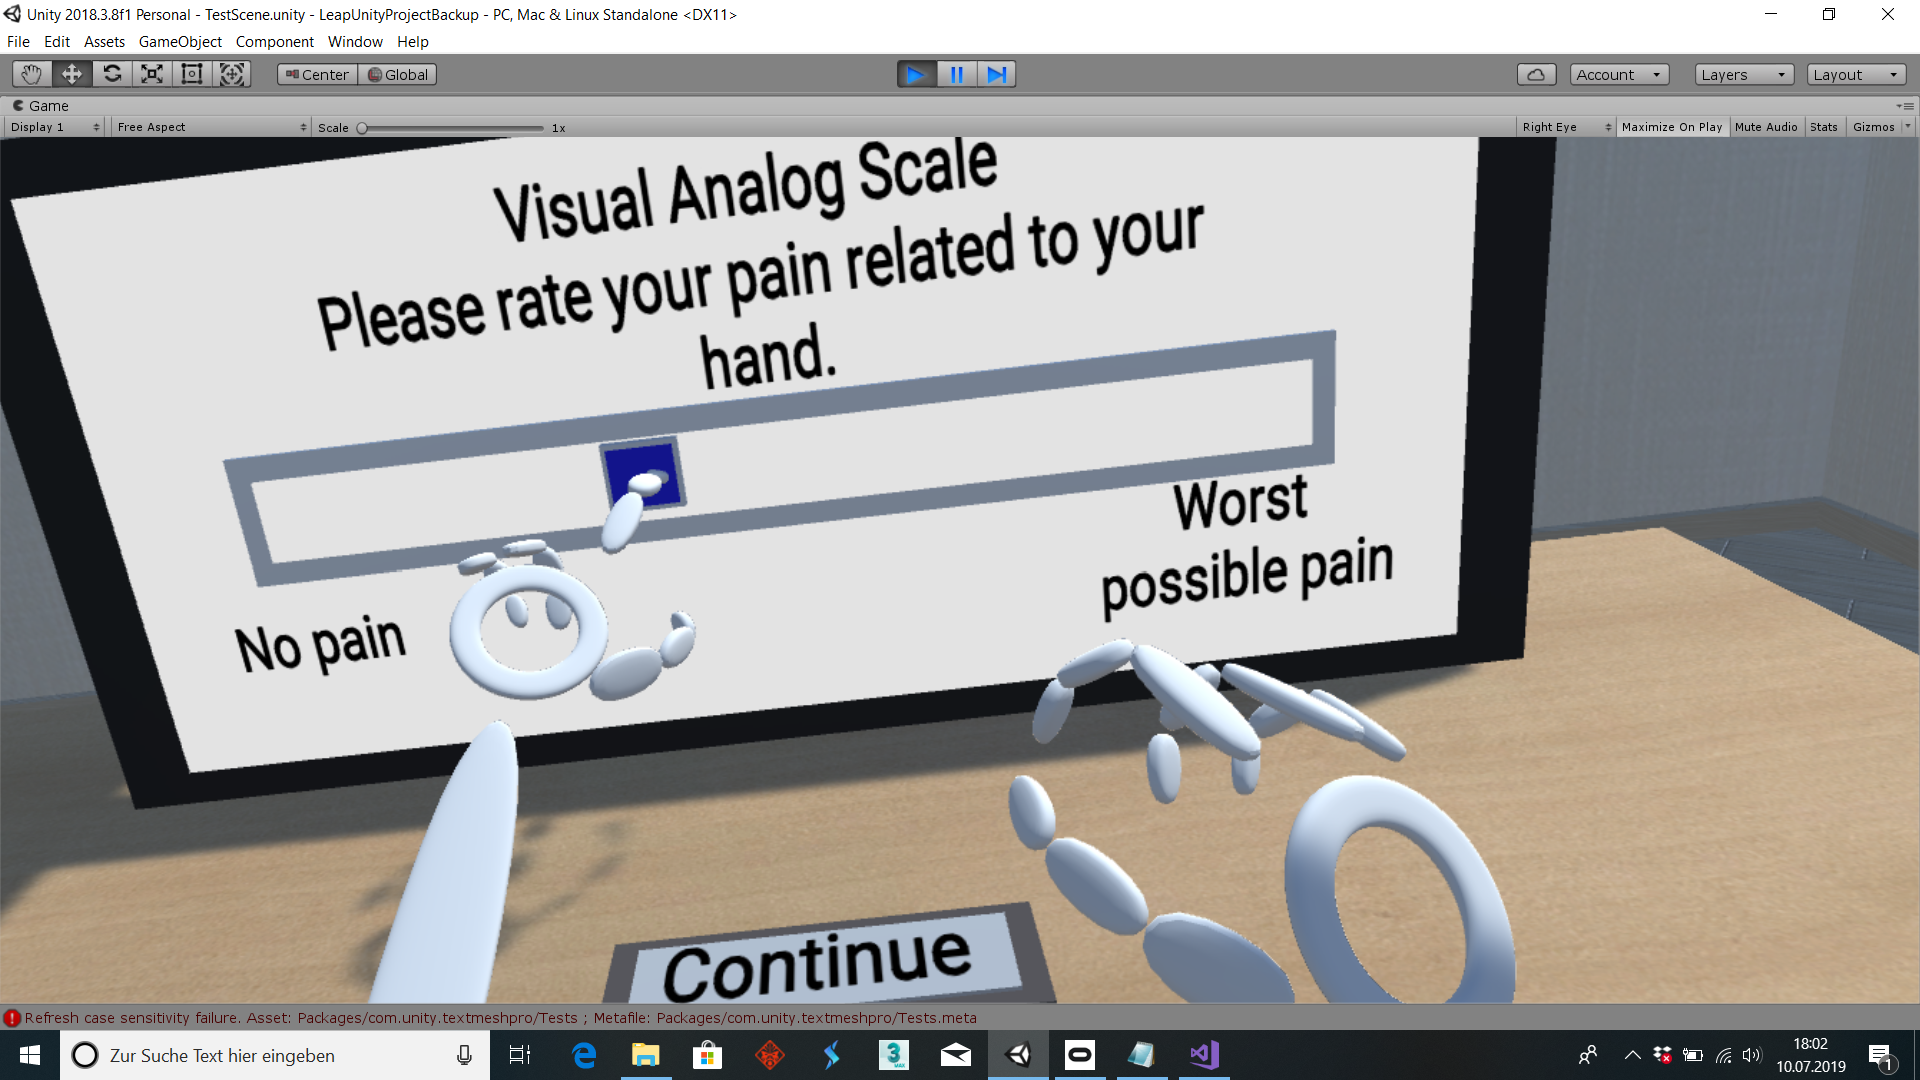 Unity 2018.3.8f1 Personal - TestScene.unity - LeapUnityProjectBackup - PC, Mac & Linux Standalone <DX11>
File Edit Assets GameObject Component Window Help
Center Global Account Layers Layout
Game
Display 1 Free Aspect Scale 1x Right Eye Maximize On Play Mute Audio Stats Gizmos
Visual Analog Scale
Please rate your pain related to your
hand.
Worst
possible pain
No pain
Continue
Refresh case sensitivity failure. Asset: Packages/com.unity.textmeshpro/Tests ; Metafile: Packages/com.unity.textmeshpro/Tests.meta
Zur Suche Text hier eingeben
3
MAX
18:02
10.07.2019
1